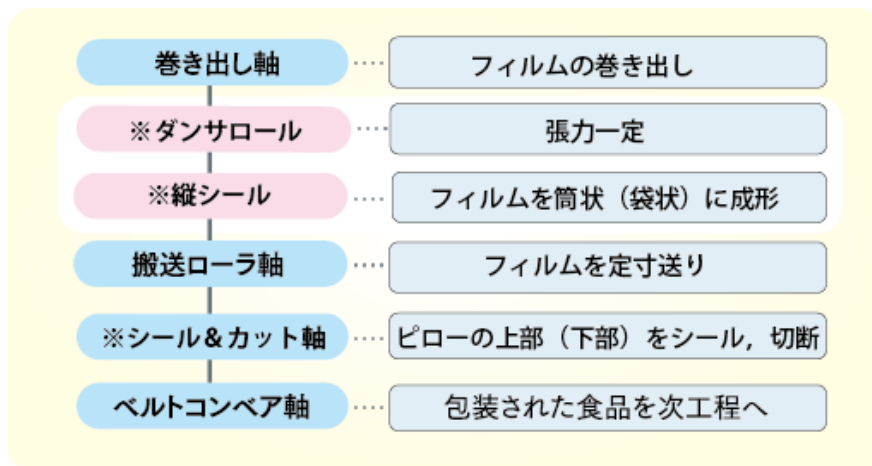 巻き出し軸
フィルムの巻き出し
※ダンサロール
張力一定
※縦シール
フィルムを筒状（袋状）に成形
搬送ローラ軸
フィルムを定寸送り
※シール＆カット軸
ピローの上部（下部）をシール，切断
ベルトコンベア軸
包装された食品を次工程へ